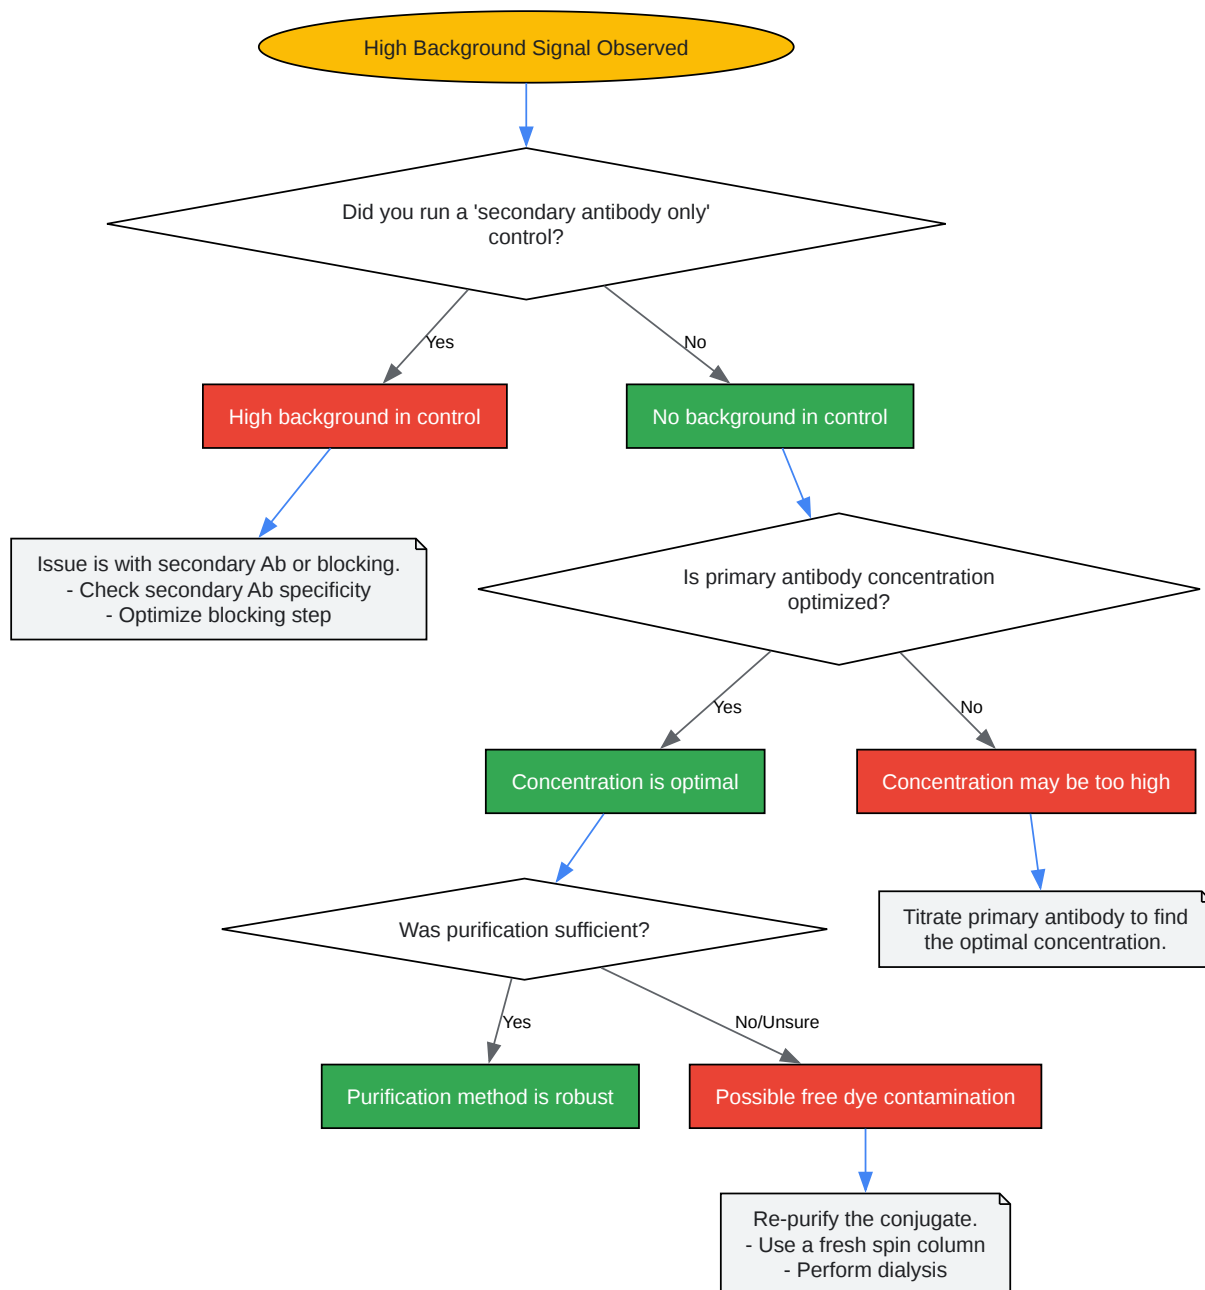 High Background Signal Observed
Did you run a 'secondary antibody only'
control?
Yes
No
High background in control
No background in control
Issue is with secondary Ab or blocking.
- Check secondary Ab specificity
- Optimize blocking step
Is primary antibody concentration
optimized?
Yes
No
Concentration is optimal
Concentration may be too high
Was purification sufficient?
Titrate primary antibody to find
the optimal concentration.
Yes
No/Unsure
Purification method is robust
Possible free dye contamination
Re-purify the conjugate.
- Use a fresh spin column
- Perform dialysis